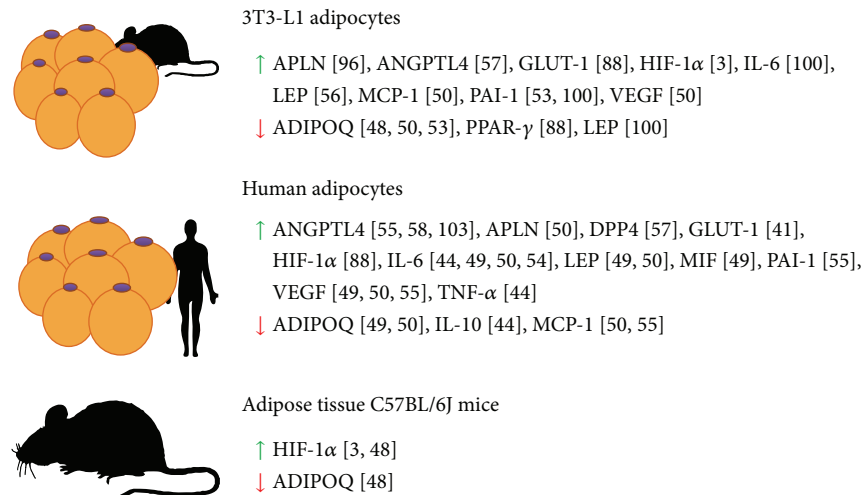 3T3-L1 adipocytes
↑ APLN [96], ANGPTL4 [57], GLUT-1 [88], HIF-1α [3], IL-6 [100],
LEP [56], MCP-1 [50], PAI-1 [53, 100], VEGF [50]
↓ ADIPOQ [48, 50, 53], PPAR-γ [88], LEP [100]
Human adipocytes
↑ ANGPTL4 [55, 58, 103], APLN [50], DPP4 [57], GLUT-1 [41],
HIF-1α [88], IL-6 [44, 49, 50, 54], LEP [49, 50], MIF [49], PAI-1 [55],
VEGF [49, 50, 55], TNF-α [44]
↓ ADIPOQ [49, 50], IL-10 [44], MCP-1 [50, 55]
Adipose tissue C57BL/6J mice
↑ HIF-1α [3, 48]
↓ ADIPOQ [48]